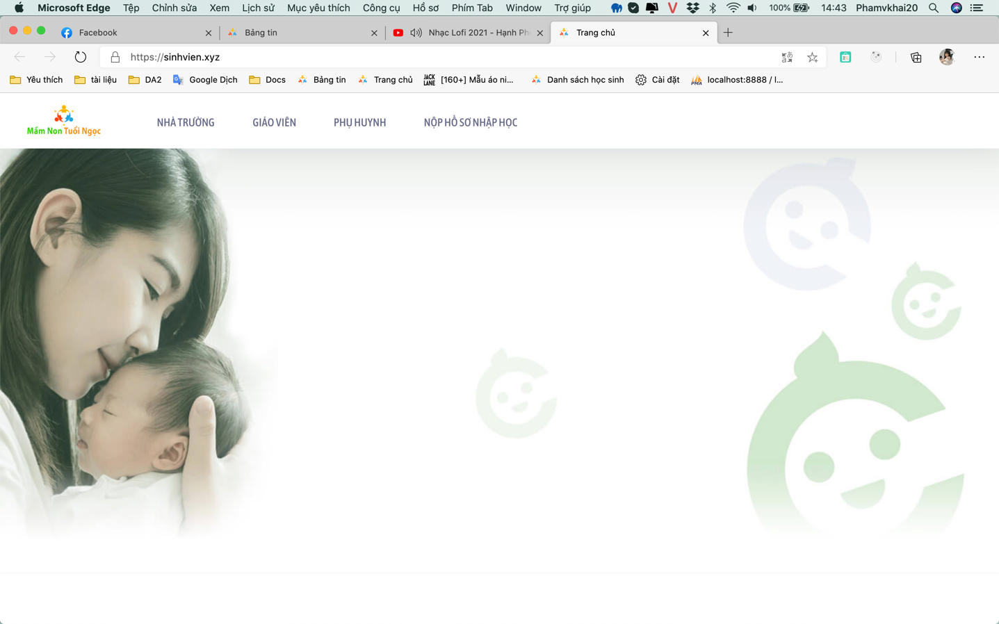 Microsoft Edge Tệp Chỉnh sửa Xem Lịch sử Mục yêu thích Công cụ Hồ sơ Phím Tab Window Trợ giúp 100% 14:43 Phamvkhai20
Facebook Bảng tin Nhạc Lofi 2021 - Hạnh Ph Trang chủ
https://sinhvien.xyz
Yêu thích tài liệu DA2 Google Dịch Docs Bảng tin Trang chủ JACK LANE [160+] Mẫu áo ni... Danh sách học sinh Cài đặt PMA localhost:8888 / l...
Mầm Non Tuổi Ngọc NHÀ TRƯỜNG GIÁO VIÊN PHỤ HUYNH NỘP HỒ SƠ NHẬP HỌC